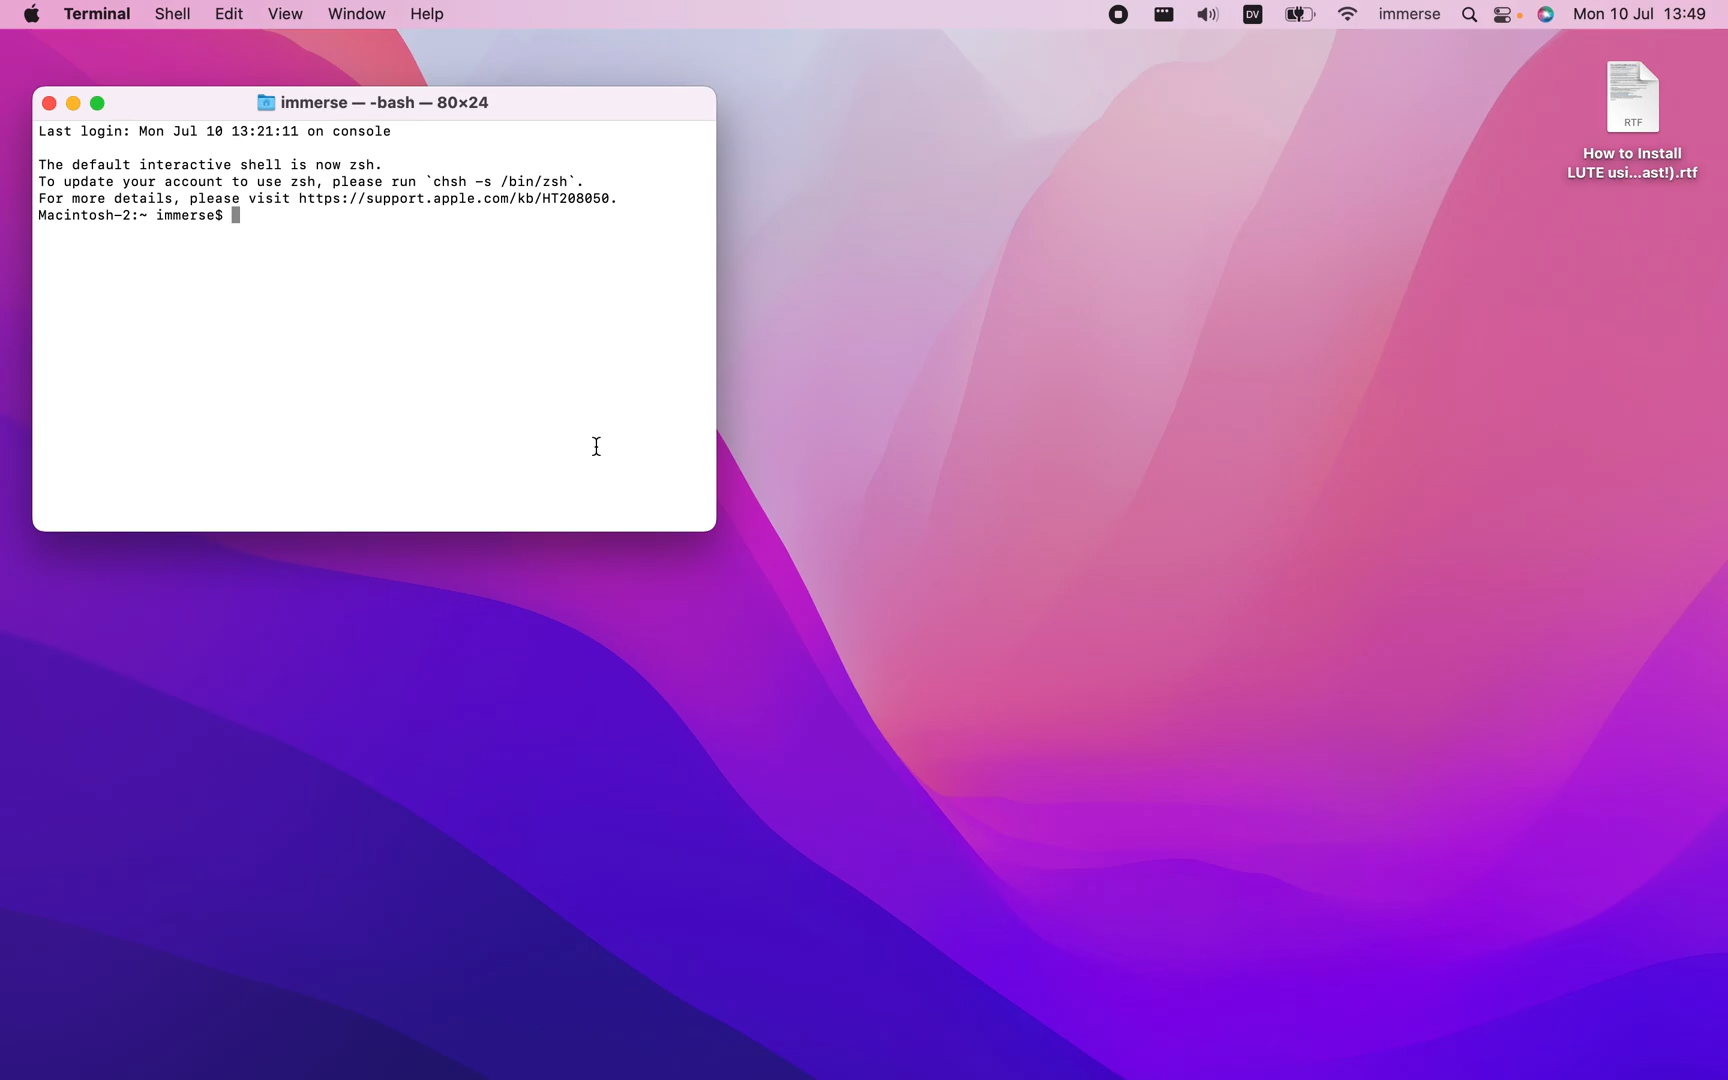 Terminal Shell Edit View Window Help DV immerse Mon 10 Jul 13:49
immerse — -bash — 80×24
Last login: Mon Jul 10 13:21:11 on console
The default interactive shell is now zsh.
To update your account to use zsh, please run `chsh -s /bin/zsh`.
For more details, please visit https://support.apple.com/kb/HT208050.
Macintosh-2:~ immerse$
RTF
How to Install
LUTE usi...ast!).rtf